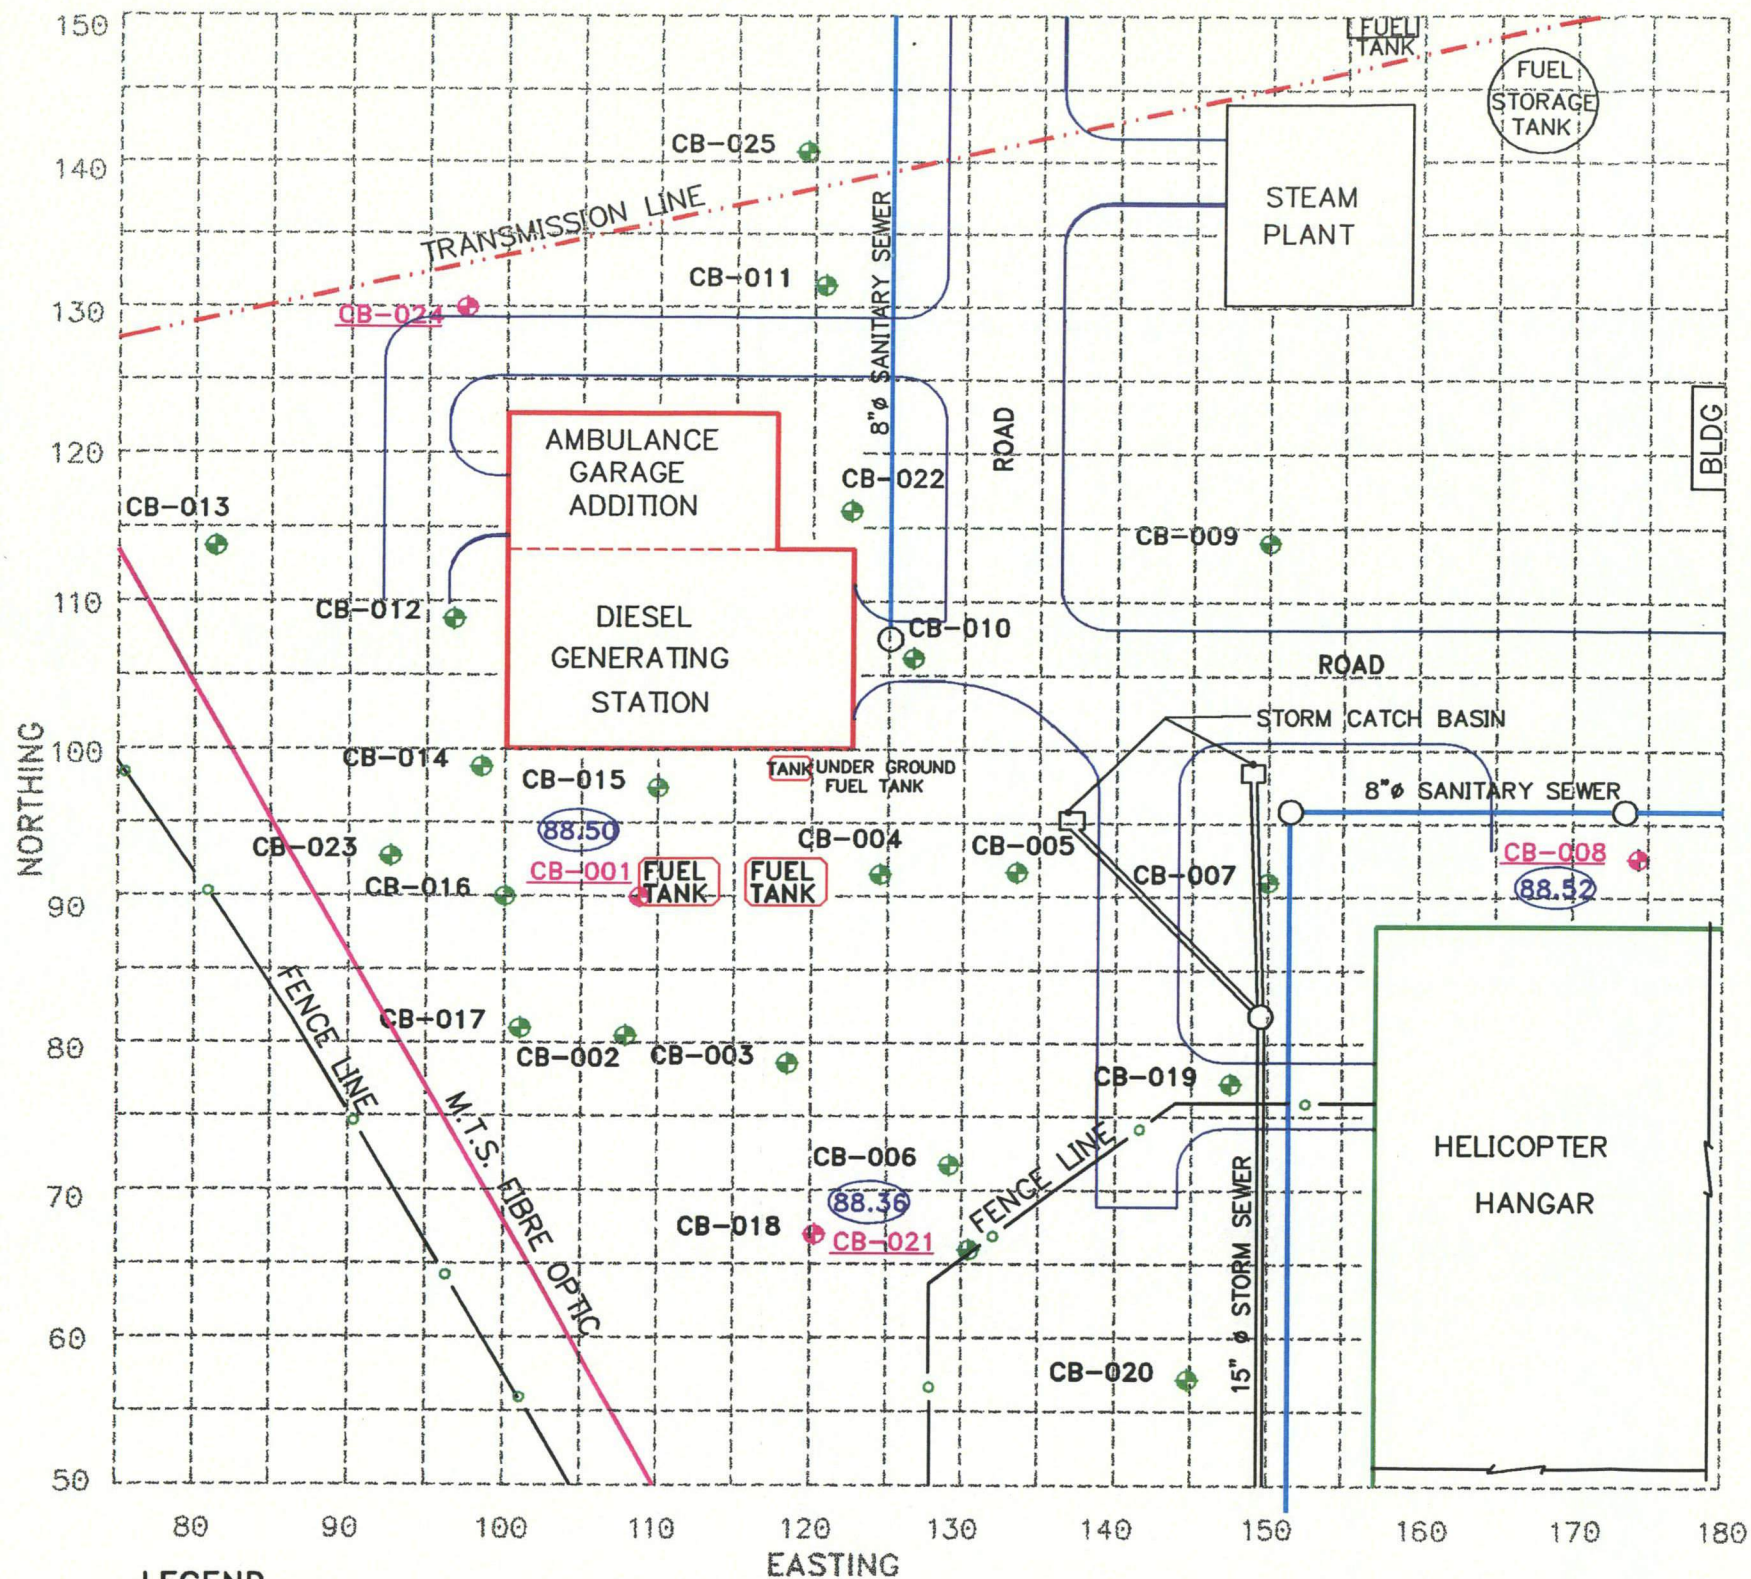 150
FUEL
TANK
FUEL
STORAGE
TANK
CB-025
140
TRANSMISSION LINE
STEAM
PLANT
CB-011
130
CB-024
8"ø SANITARY SEWER
ROAD
BLDG
AMBULANCE
GARAGE
ADDITION
120
CB-022
CB-013
CB-009
110
CB-012
DIESEL
GENERATING
STATION
CB-010
ROAD
STORM CATCH BASIN
NORTHING
100
CB-014
CB-015
TANK
UNDER GROUND
FUEL TANK
8"ø SANITARY SEWER
88.50
CB-023
CB-004
CB-005
CB-008
CB-016
CB-001
FUEL
TANK
FUEL
TANK
CB-007
88.52
90
FENCE LINE
CB-017
80
CB-002
CB-003
CB-019
M.T.S. FIBRE OPTIC
HELICOPTER
HANGAR
CB-006
FENCE LINE
70
88.36
CB-018
CB-021
15" ø STORM SEWER
60
CB-020
50
80
90
100
110
120
130
140
150
160
170
180
EASTING
LEGEND